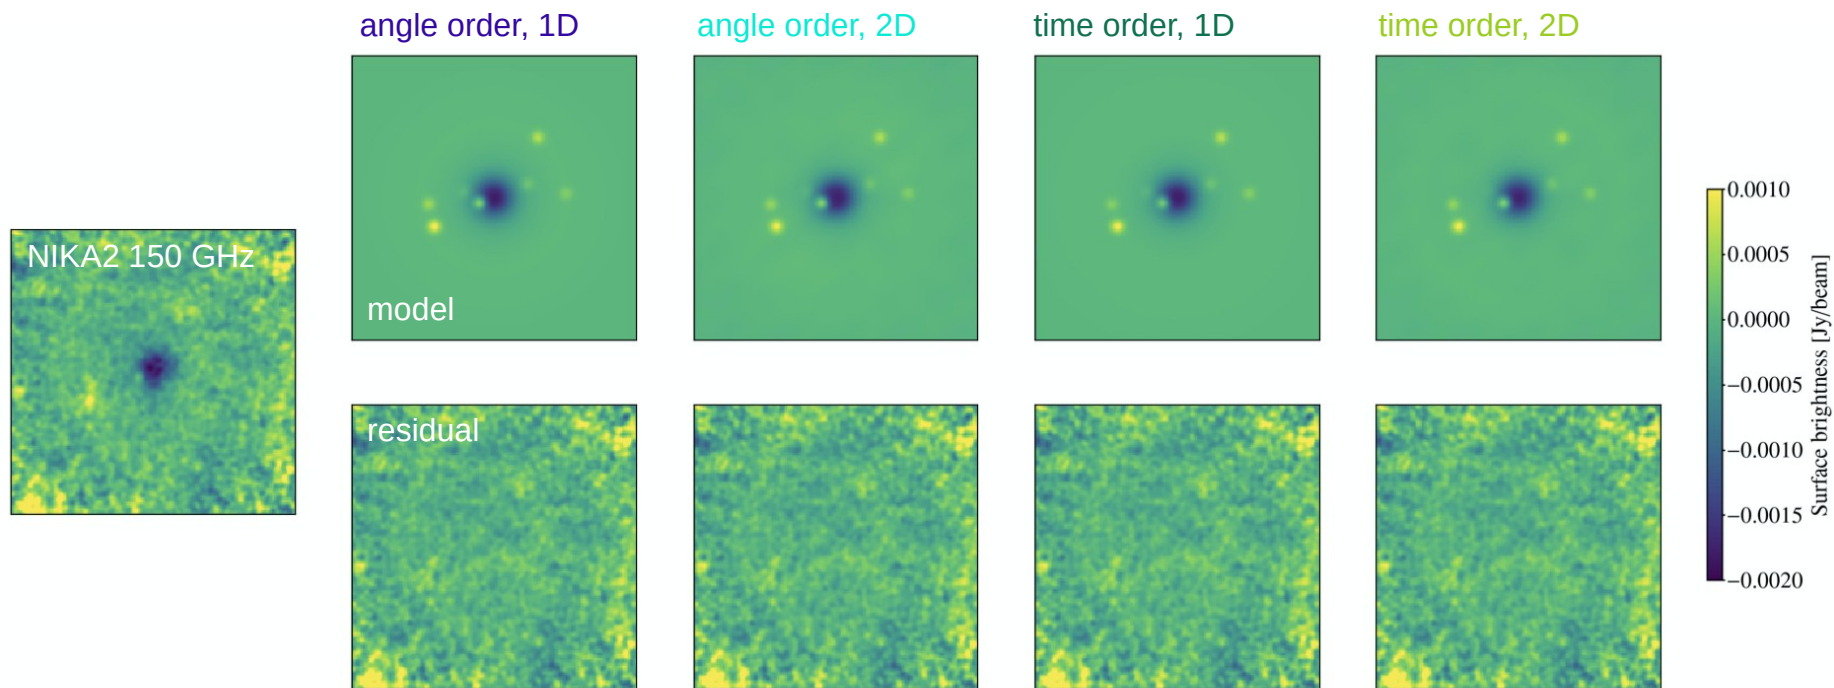 angle order, 1D
angle order, 2D
time order, 1D
time order, 2D
NIKA2 150 GHz
model
residual
0.0010
0.0005
0.0000
−0.0005
−0.0010
−0.0015
−0.0020
Surface brightness [Jy/beam]